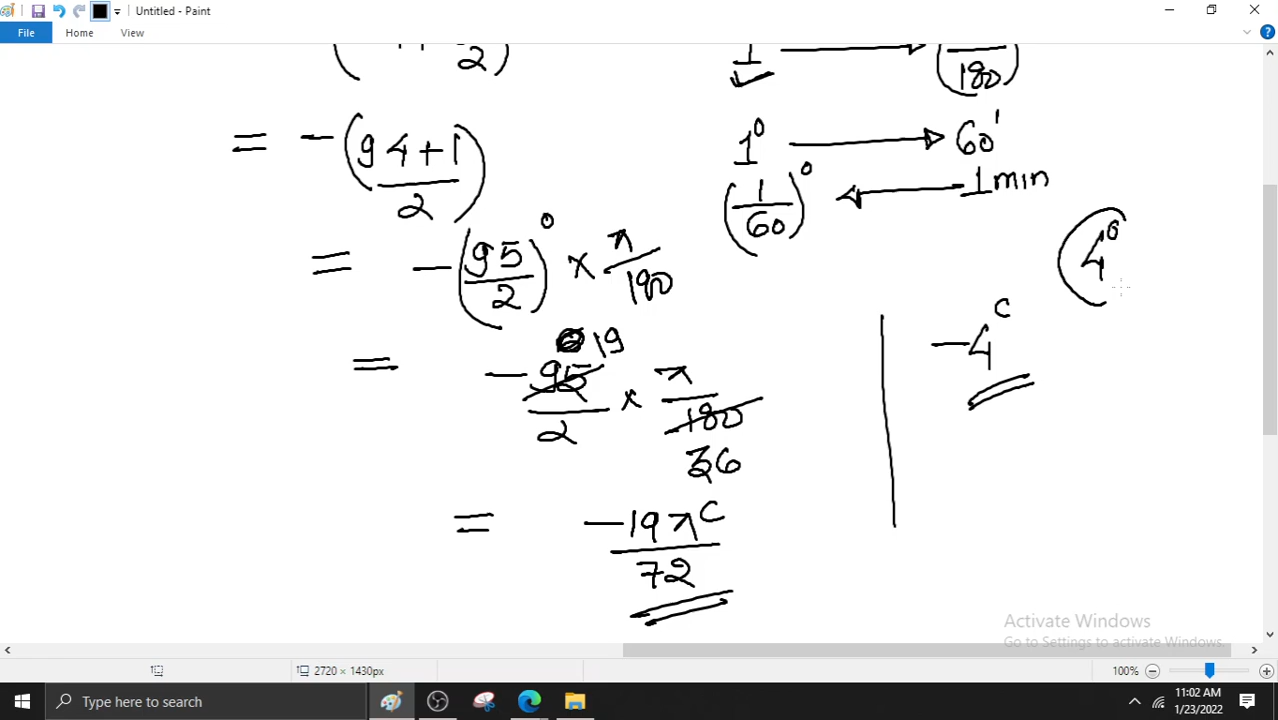 Untitled - Paint
File Home View
2
1 → 180
= -(94+1/2)
1° → 60'
(1/60)° ← 1min
= -(95/2)° × π/180
4°
= -95/2 × π/180
19
36
-4ᶜ
= -19πᶜ/72
Activate Windows
Go to Settings to activate Windows.
2720 × 1430px
100%
Type here to search
11:02 AM
1/23/2022